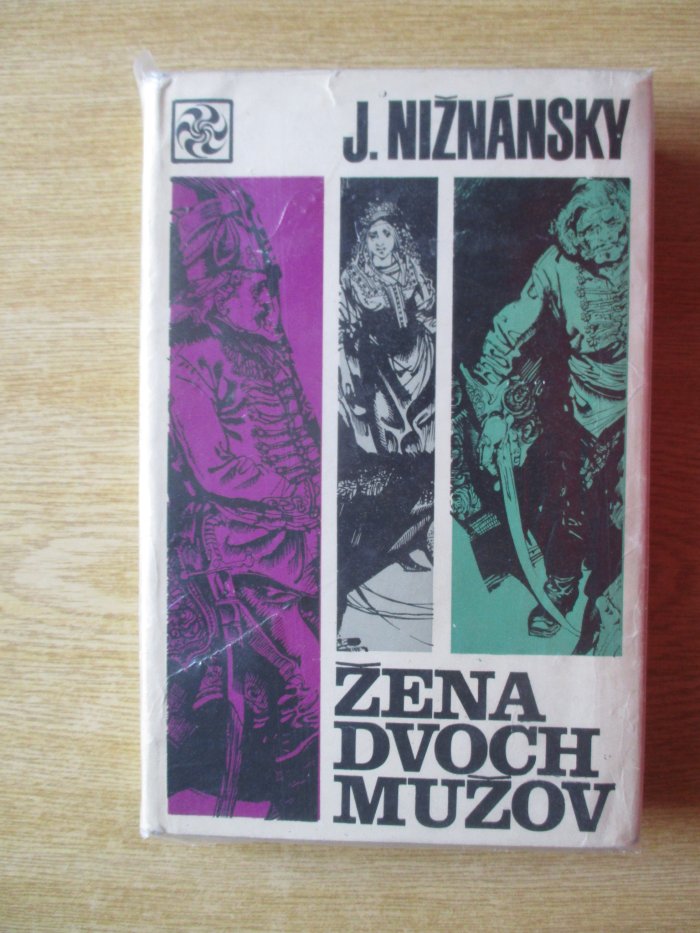 J. NIŽNÁNSKY
ŽENA
DVOCH
MUŽOV